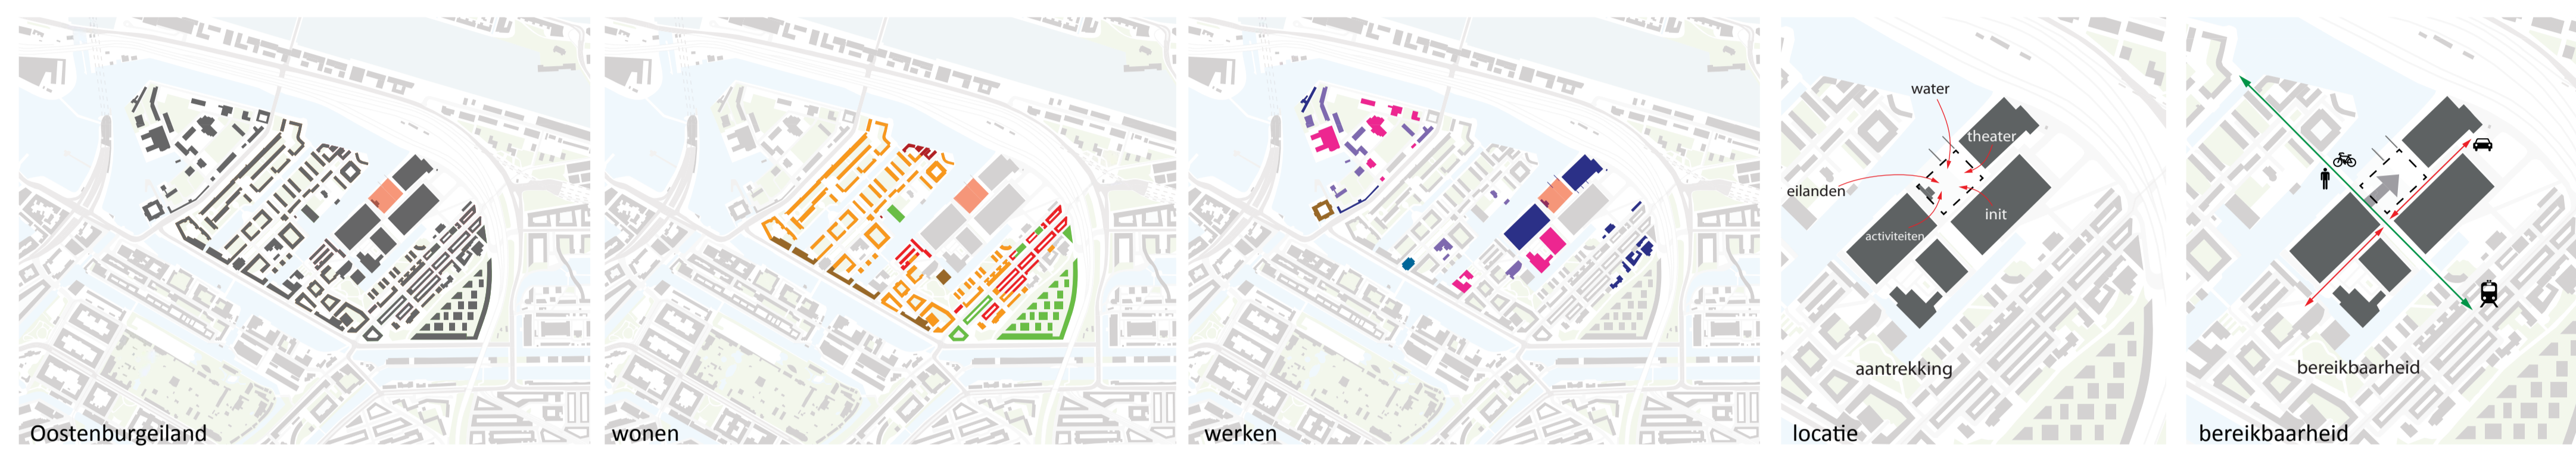 Oostenburgeiland
wonen
werken
water
theater
eilanden
init
activiteiten
aantrekking
locatie
bereikbaarheid
bereikbaarheid